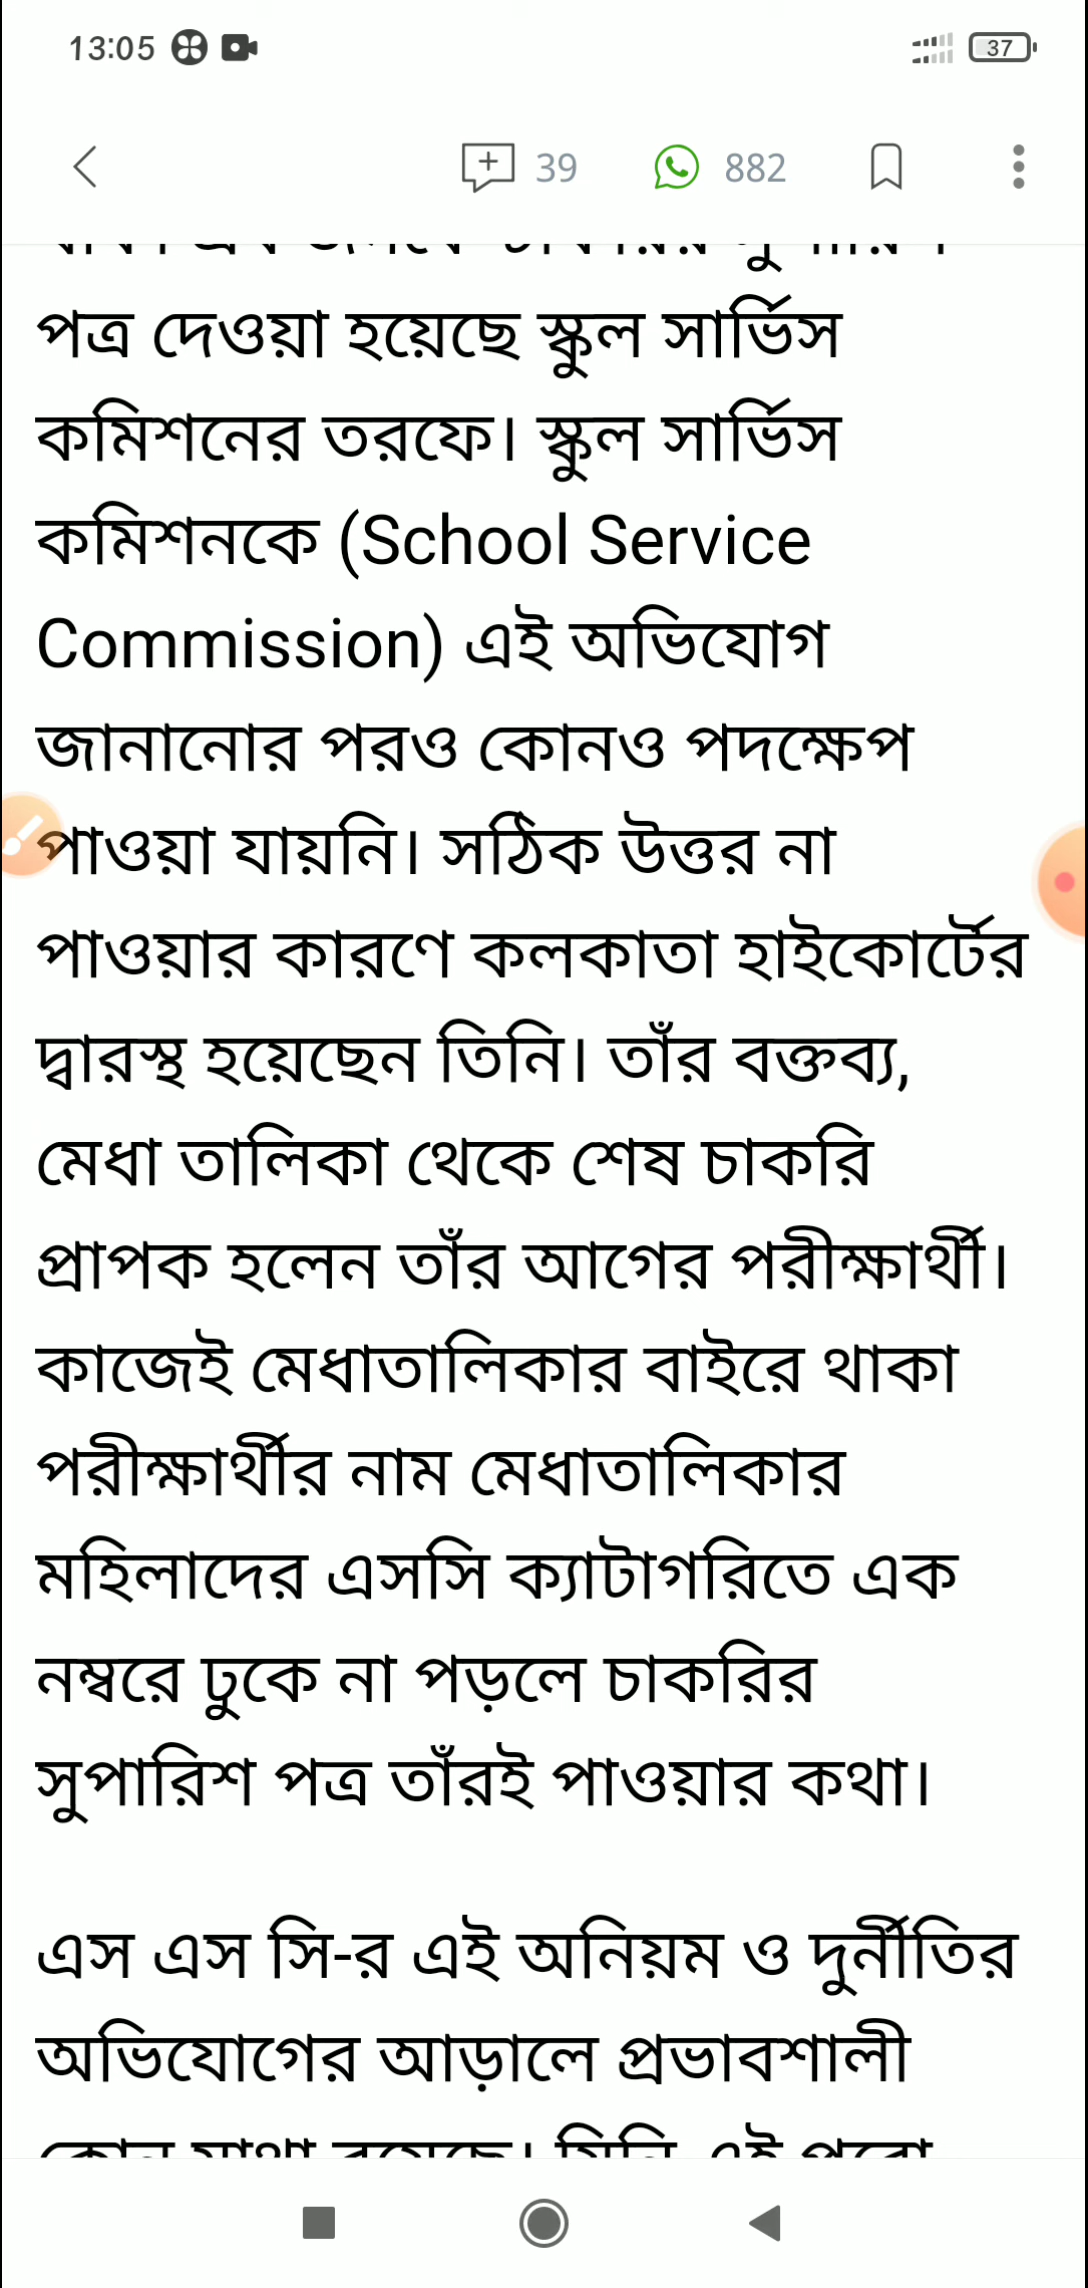 13:05
37
39
882
পত্র দেওয়া হয়েছে স্কুল সার্ভিস
কমিশনের তরফে। স্কুল সার্ভিস
কমিশনকে (School Service
Commission) এই অভিযোগ
জানানোর পরও কোনও পদক্ষেপ
পাওয়া যায়নি। সঠিক উত্তর না
পাওয়ার কারণে কলকাতা হাইকোর্টের
দ্বারস্থ হয়েছেন তিনি। তাঁর বক্তব্য,
মেধা তালিকা থেকে শেষ চাকরি
প্রাপক হলেন তাঁর আগের পরীক্ষার্থী।
কাজেই মেধাতালিকার বাইরে থাকা
পরীক্ষার্থীর নাম মেধাতালিকার
মহিলাদের এসসি ক্যাটাগরিতে এক
নম্বরে ঢুকে না পড়লে চাকরির
সুপারিশ পত্র তাঁরই পাওয়ার কথা।
এস এস সি-র এই অনিয়ম ও দুর্নীতির
অভিযোগের আড়ালে প্রভাবশালী